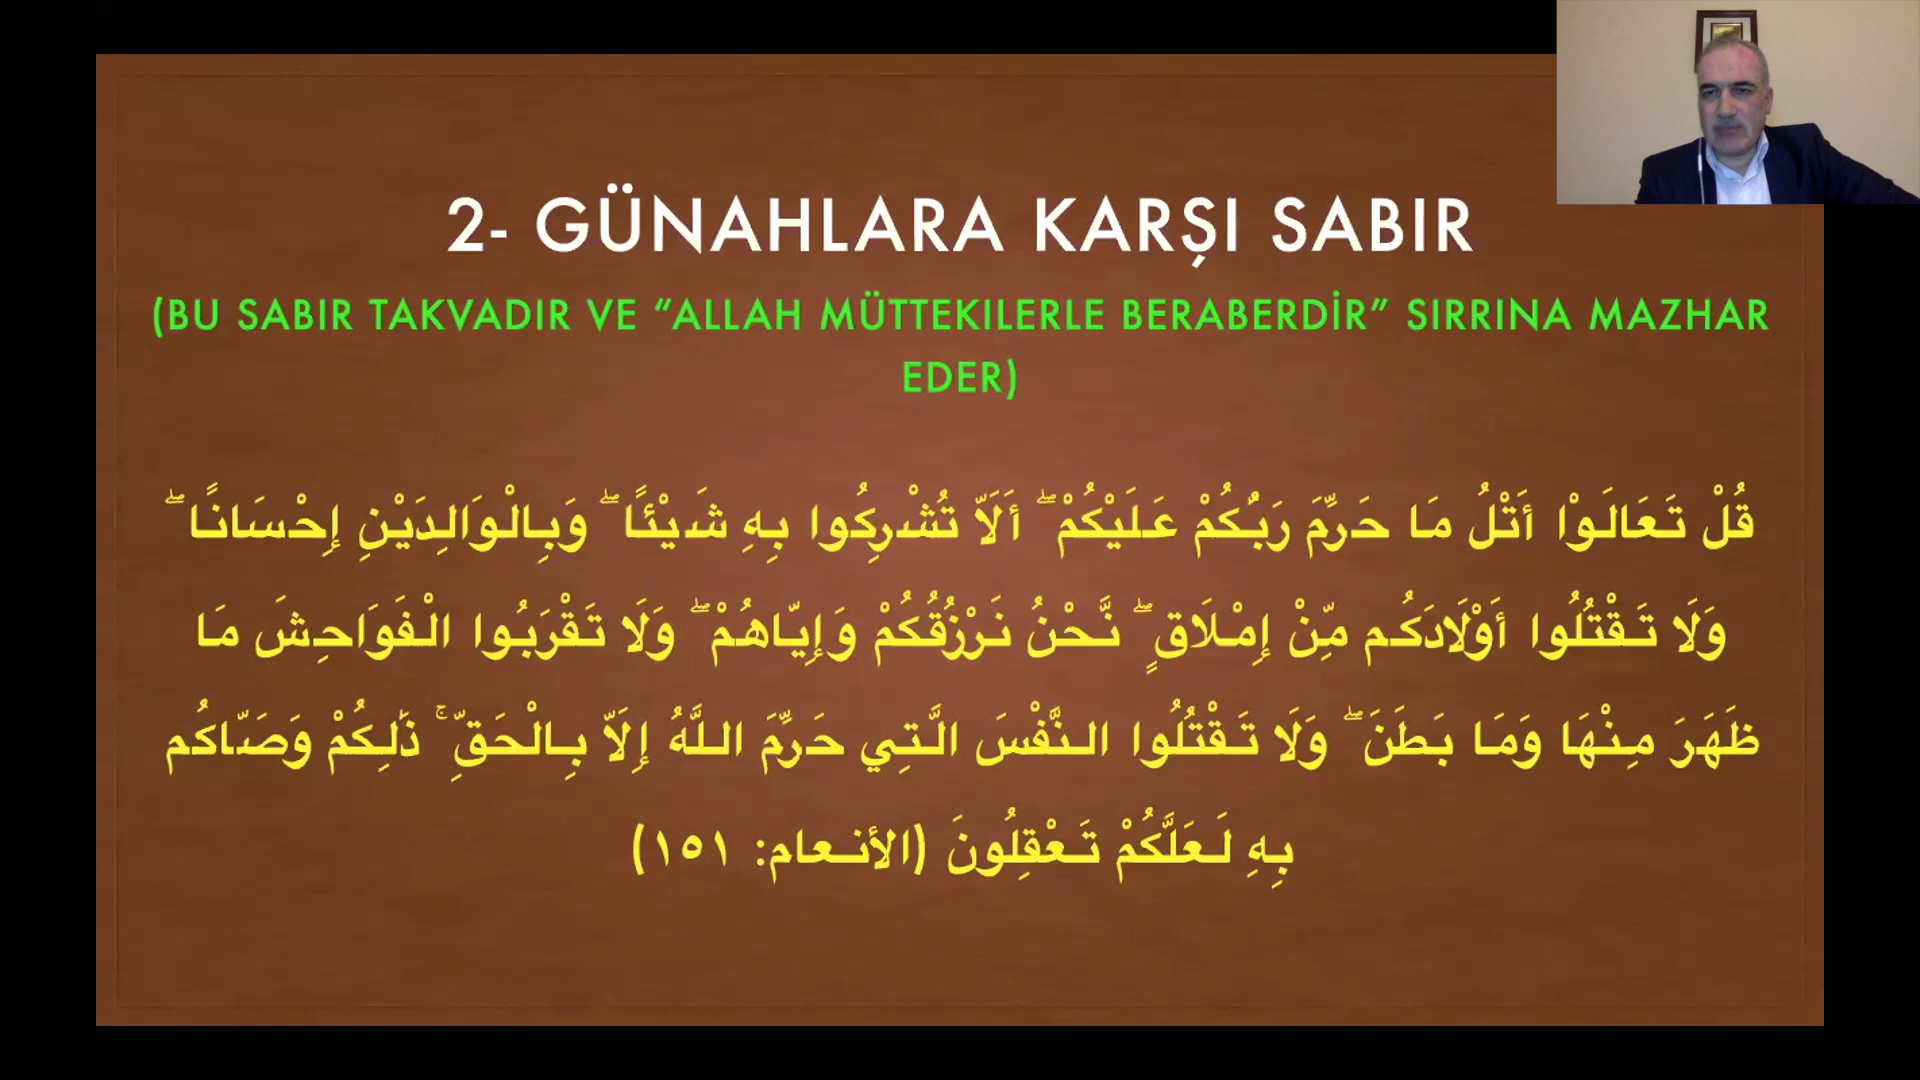 2- GÜNAHLARA KARŞI SABIR
(BU SABIR TAKVADIR VE “ALLAH MÜTTEKILERLE BERABERDİR” SIRRINA MAZHAR
EDER)
قُلْ تَعَالَوْا أَتْلُ مَا حَرَّمَ رَبُّكُمْ عَلَيْكُمْ ۖ أَلَّا تُشْرِكُوا بِهِ شَيْئًا ۖ وَبِالْوَالِدَيْنِ إِحْسَانًا ۖ
وَلَا تَقْتُلُوا أَوْلَادَكُم مِّنْ إِمْلَاقٍ ۖ نَّحْنُ نَرْزُقُكُمْ وَإِيَّاهُمْ ۖ وَلَا تَقْرَبُوا الْفَوَاحِشَ مَا
ظَهَرَ مِنْهَا وَمَا بَطَنَ ۖ وَلَا تَقْتُلُوا النَّفْسَ الَّتِي حَرَّمَ اللَّهُ إِلَّا بِالْحَقِّ ۚ ذَٰلِكُمْ وَصَّاكُم
بِهِ لَعَلَّكُمْ تَعْقِلُونَ (الأنعام: ١٥١)